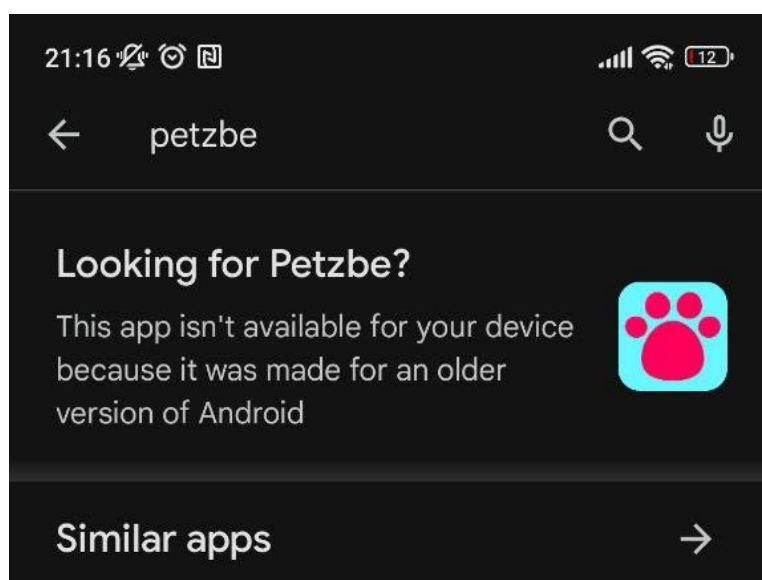 21:16 12
petzbe
Looking for Petzbe?
This app isn't available for your device
because it was made for an older
version of Android
Similar apps